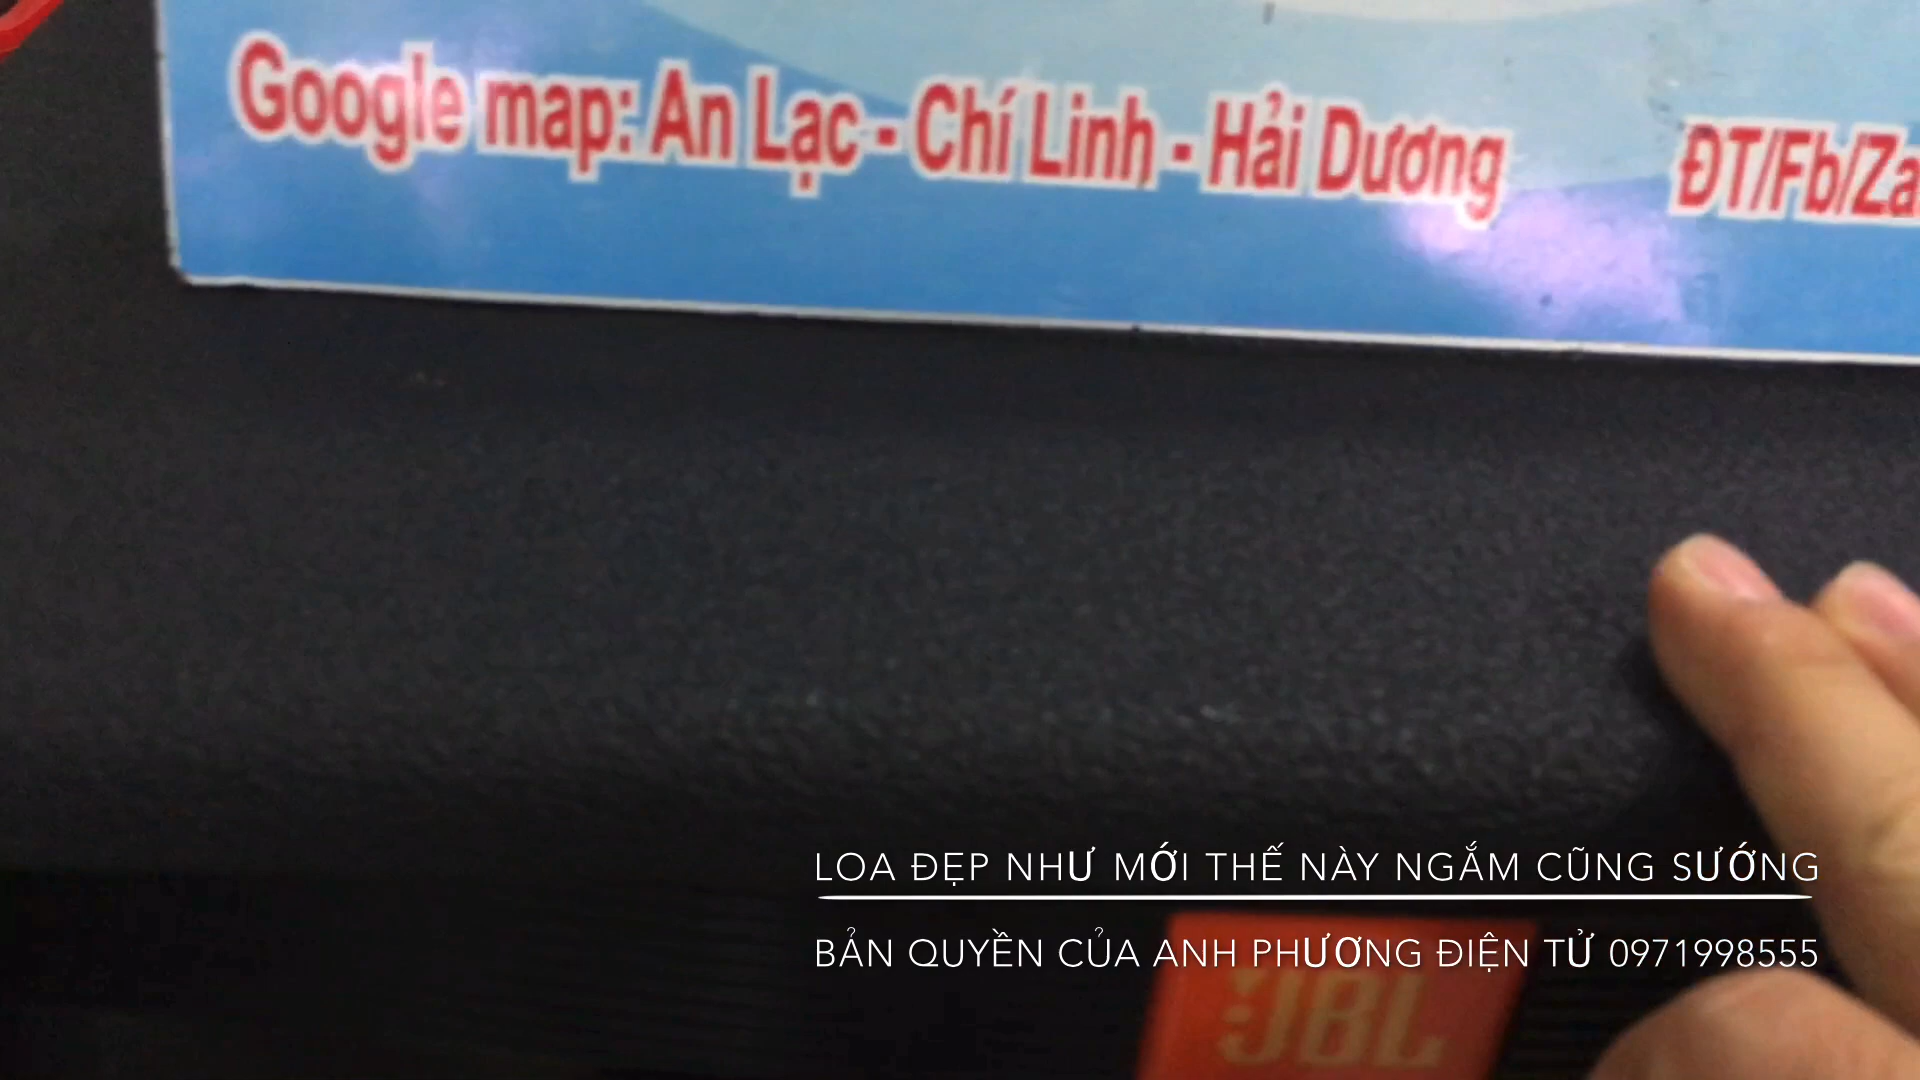 Google map: An Lạc - Chí Linh - Hải Dương ĐT/Fb/Za
LOA ĐẸP NHƯ MỚI THẾ NÀY NGẮM CŨNG SƯỚNG
BẢN QUYỀN CỦA ANH PHƯƠNG ĐIỆN TỬ 0971998555
JBL